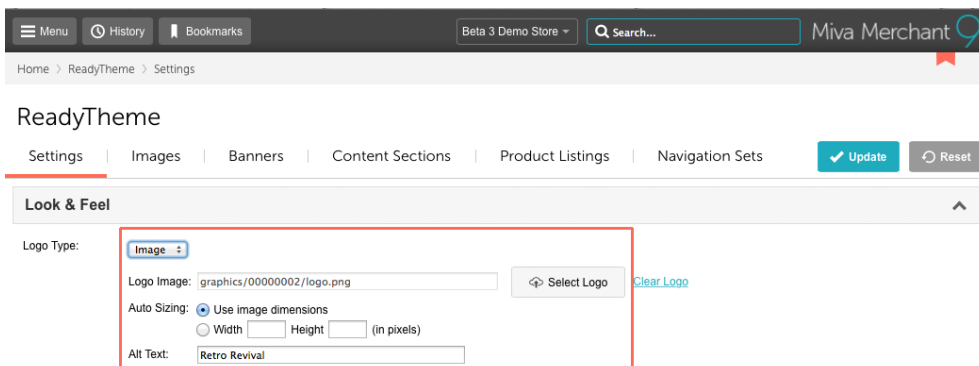 Menu History Bookmarks Beta 3 Demo Store Search... Miva Merchant 9
Home > ReadyTheme > Settings
ReadyTheme
Settings Images Banners Content Sections Product Listings Navigation Sets Update Reset
Look & Feel
Logo Type: Image
Logo Image: graphics/00000002/logo.png Select Logo Clear Logo
Auto Sizing: Use image dimensions
Width Height (in pixels)
Alt Text: Retro Revival